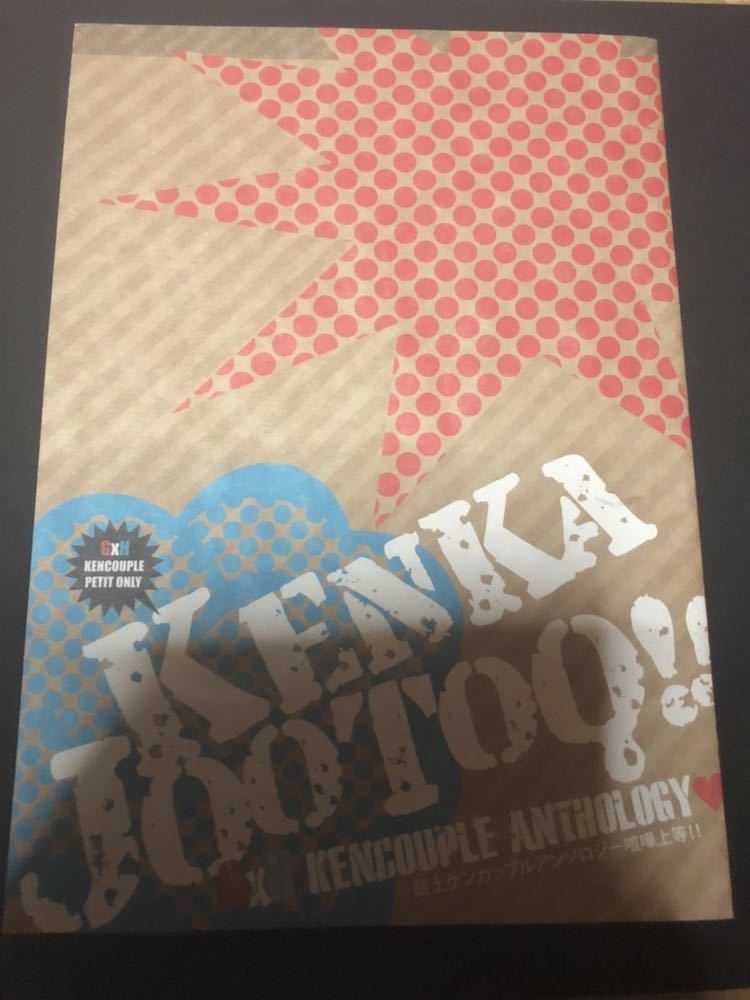 GxH
KENCOUPLE
PETIT ONLY
KENKA
JOOTOO!!
GxH KENCOUPLE ANTHOLOGY♥
銀土ケンカップルアンソロジー喧嘩上等!!